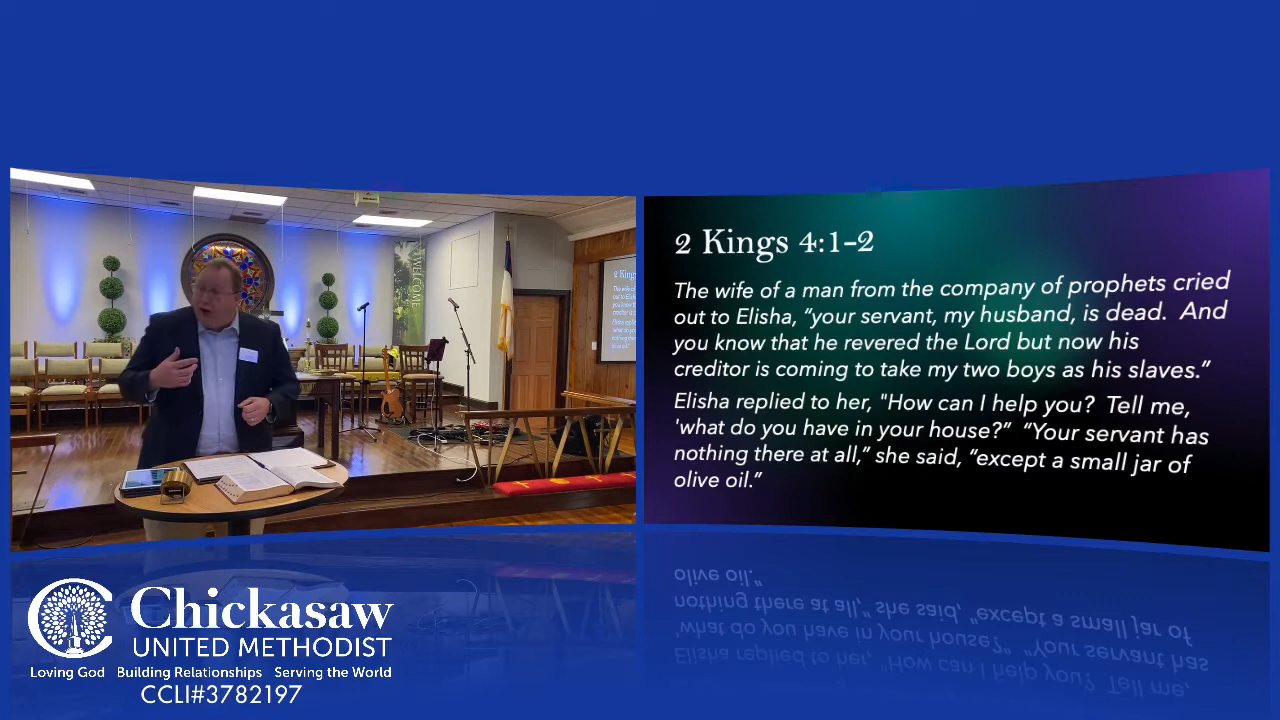 WELCOME
2 Kings 4:1-2
The wife of a man from the company of prophets cried
out to Elisha, “your servant, my husband, is dead. And
you know that he revered the Lord but now his
creditor is coming to take my two boys as his slaves.”
Elisha replied to her, "How can I help you? Tell me,
'what do you have in your house?” “Your servant has
nothing there at all,” she said, “except a small jar of
olive oil.”
Chickasaw
UNITED METHODIST
Loving God Building Relationships Serving the World
CCLI#3782197